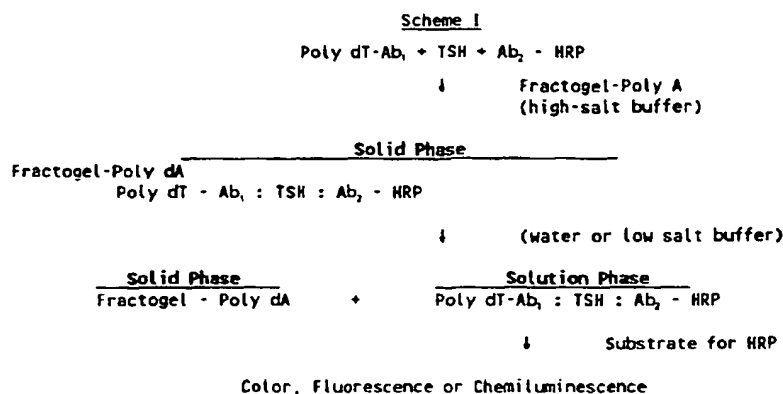 Scheme I
Poly dT-Ab₁ + TSH + Ab₂ - HRP
↓ Fractogel-Poly A
(high-salt buffer)
Solid Phase
Fractogel-Poly dA
Poly dT - Ab₁ : TSH : Ab₂ - HRP
↓ (water or low salt buffer)
Solid Phase Solution Phase
Fractogel - Poly dA + Poly dT-Ab₁ : TSH : Ab₂ - HRP
↓ Substrate for HRP
Color, Fluorescence or Chemiluminescence